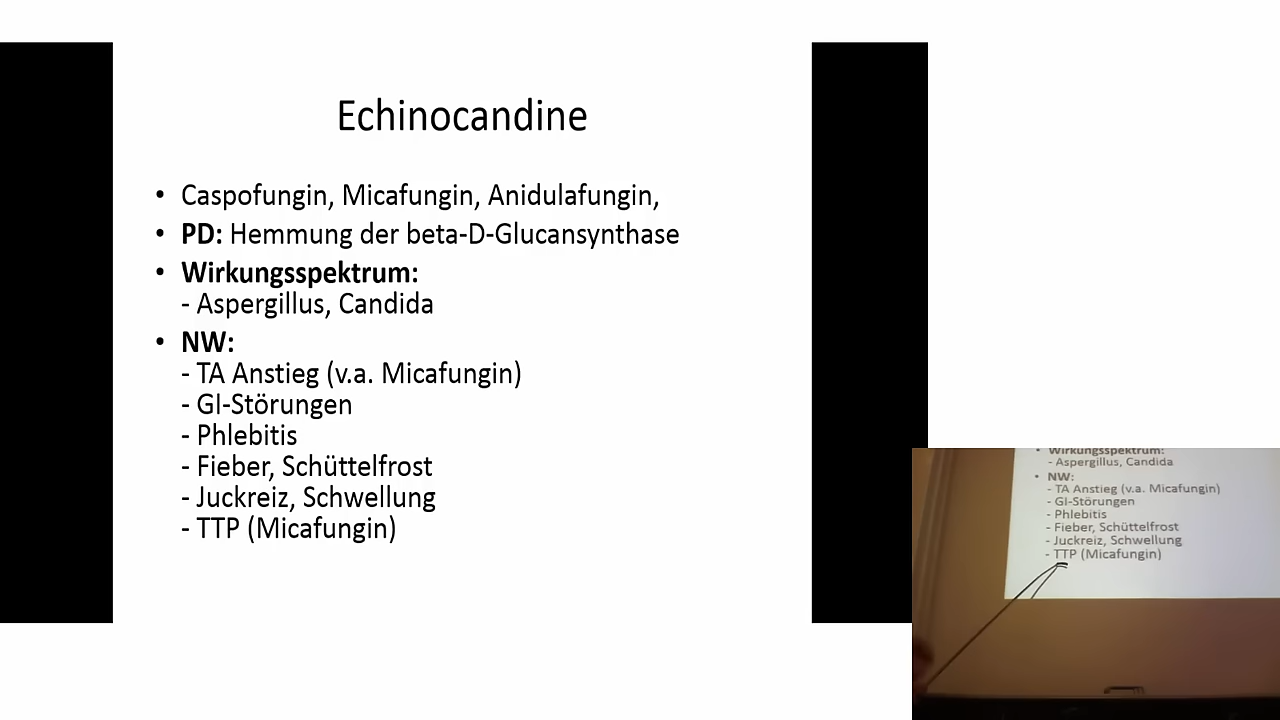 Echinocandine
• Caspofungin, Micafungin, Anidulafungin,
• PD: Hemmung der beta-D-Glucansynthase
• Wirkungsspektrum:
- Aspergillus, Candida
• NW:
- TA Anstieg (v.a. Micafungin)
- GI-Störungen
- Phlebitis
- Fieber, Schüttelfrost
- Juckreiz, Schwellung
- TTP (Micafungin)
• Wirkungsspektrum:
- Aspergillus, Candida
• NW:
- TA Anstieg (v.a. Micafungin)
- GI-Störungen
- Phlebitis
- Fieber, Schüttelfrost
- Juckreiz, Schwellung
- TTP (Micafungin)